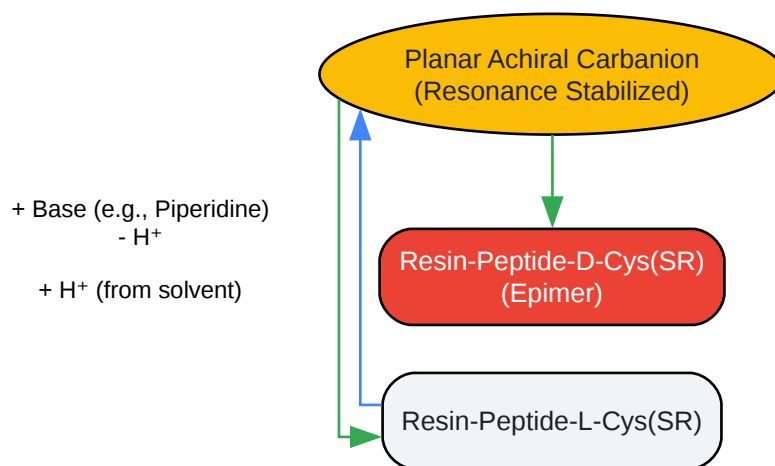 Planar Achiral Carbanion
(Resonance Stabilized)
+ Base (e.g., Piperidine)
- H⁺
+ H⁺ (from solvent)
Resin-Peptide-D-Cys(SR)
(Epimer)
Resin-Peptide-L-Cys(SR)